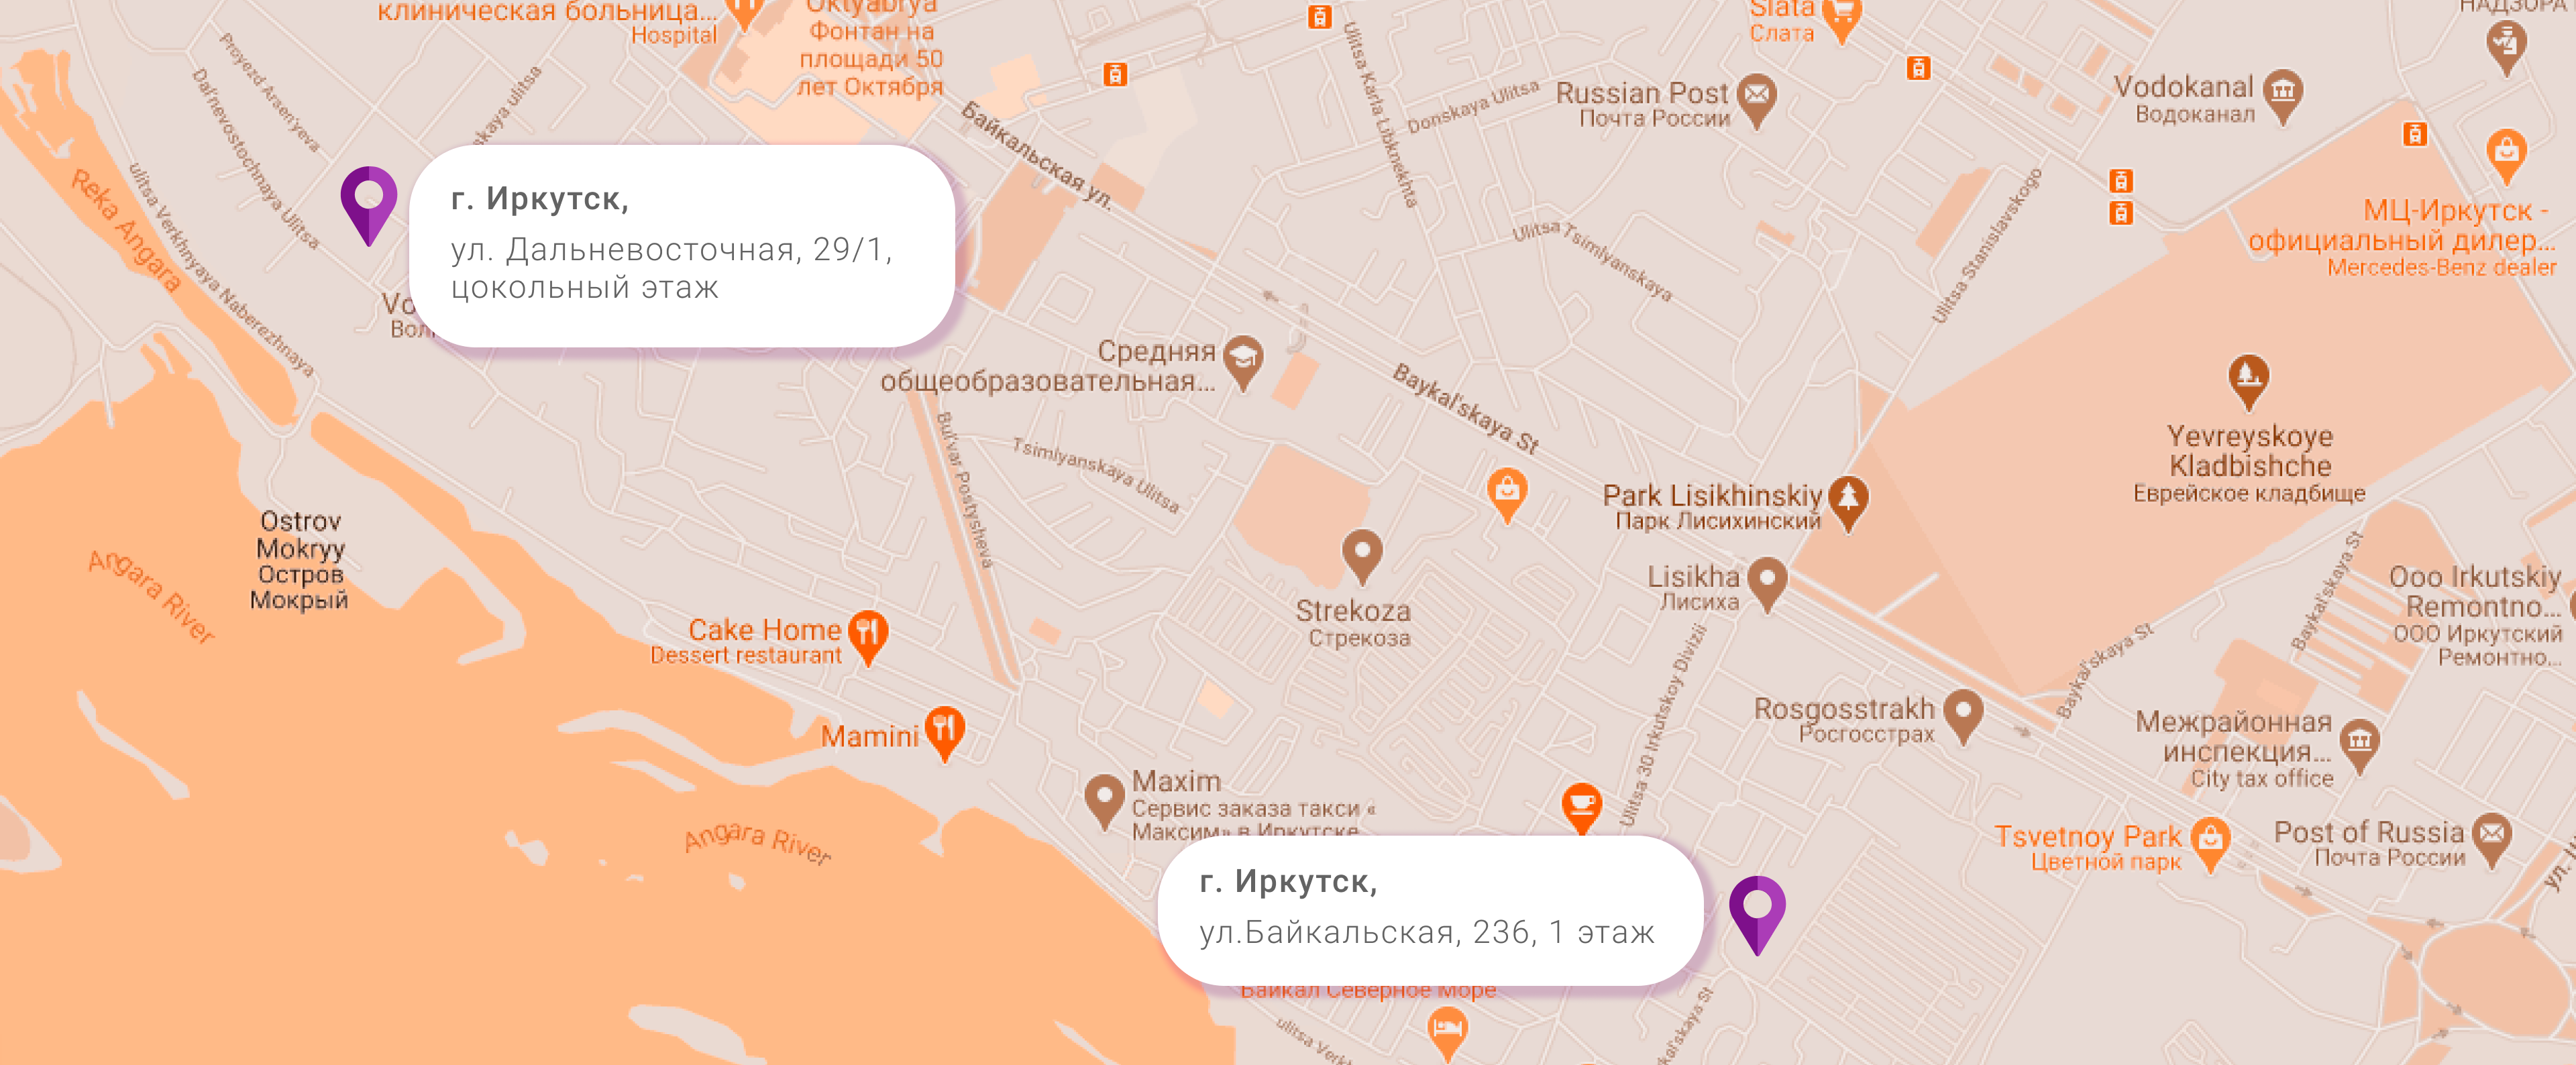 клиническая больница...
Hospital
Oktyabrya
Фонтан на
площади 50
лет Октября
Slata
Слата
НАДЗОРА
Russian Post
Почта России
Vodokanal
Водоканал
Proyezd Arsen'yeva
Dal'nevostochnaya Ulitsa
skaya ulitsa
Байкальская ул.
Ulitsa Karla Libknekhta
Donskaya Ulitsa
Reka Angara
Ulitsa Verkhnyaya Naberezhnaya
г. Иркутск,
ул. Дальневосточная, 29/1,
цокольный этаж
Ulitsa Tsimlyanskaya
Ulitsa Stanislavskogo
МЦ-Иркутск -
официальный дилер...
Mercedes-Benz dealer
Средняя
общеобразовательная...
Baykal'skaya St
Bul'var Postysheva
Tsimlyanskaya Ulitsa
Yevreyskoye
Kladbishche
Еврейское кладбище
Park Lisikhinskiy
Парк Лисихинский
Ostrov
Mokryy
Остров
Мокрый
Angara River
Lisikha
Лисиха
Strekoza
Стрекоза
Baykal'skaya St
Baykal'skaya St
Ooo Irkutskiy
Remontno...
ООО Иркутский
Ремонтно...
Cake Home
Dessert restaurant
Mamini
Ulitsa 30 Irkutskoy Divizii
Rosgosstrakh
Росгосстрах
Межрайонная
инспекция...
City tax office
Maxim
Сервис заказа такси «
Максим» в Иркутске
Angara River
Tsvetnoy Park
Цветной парк
Post of Russia
Почта России
г. Иркутск,
ул.Байкальская, 236, 1 этаж
Байкал Северное Море